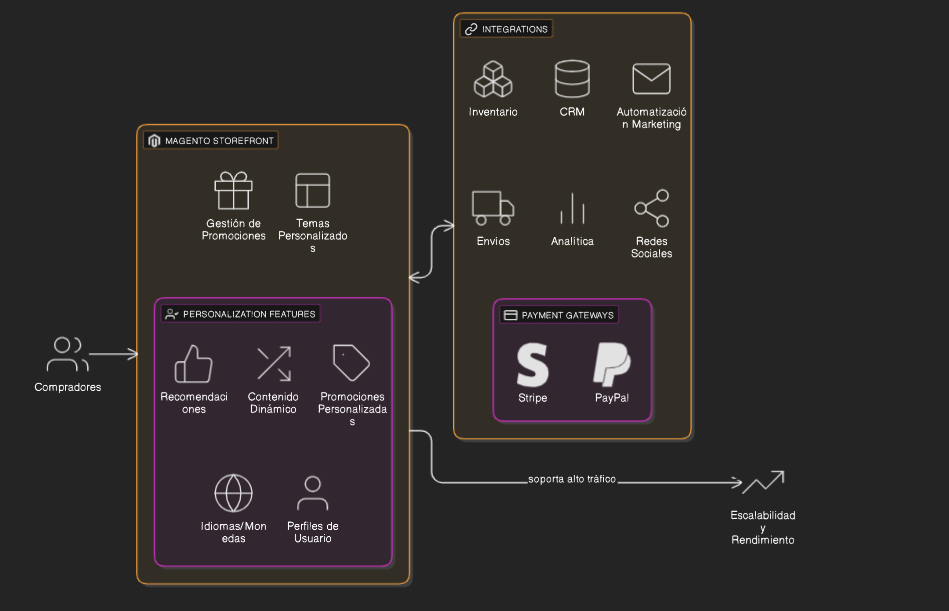 INTEGRATIONS
Inventario
CRM
Automatizació
n Marketing
Envíos
Analítica
Redes
Sociales
PAYMENT GATEWAYS
Stripe
PayPal
MAGENTO STOREFRONT
Gestión de
Promociones
Temas
Personalizado
s
PERSONALIZATION FEATURES
Recomendaci
ones
Contenido
Dinámico
Promociones
Personalizada
s
Idiomas/Mon
edas
Perfiles de
Usuario
Compradores
soporta alto tráfico
Escalabilidad
y
Rendimiento